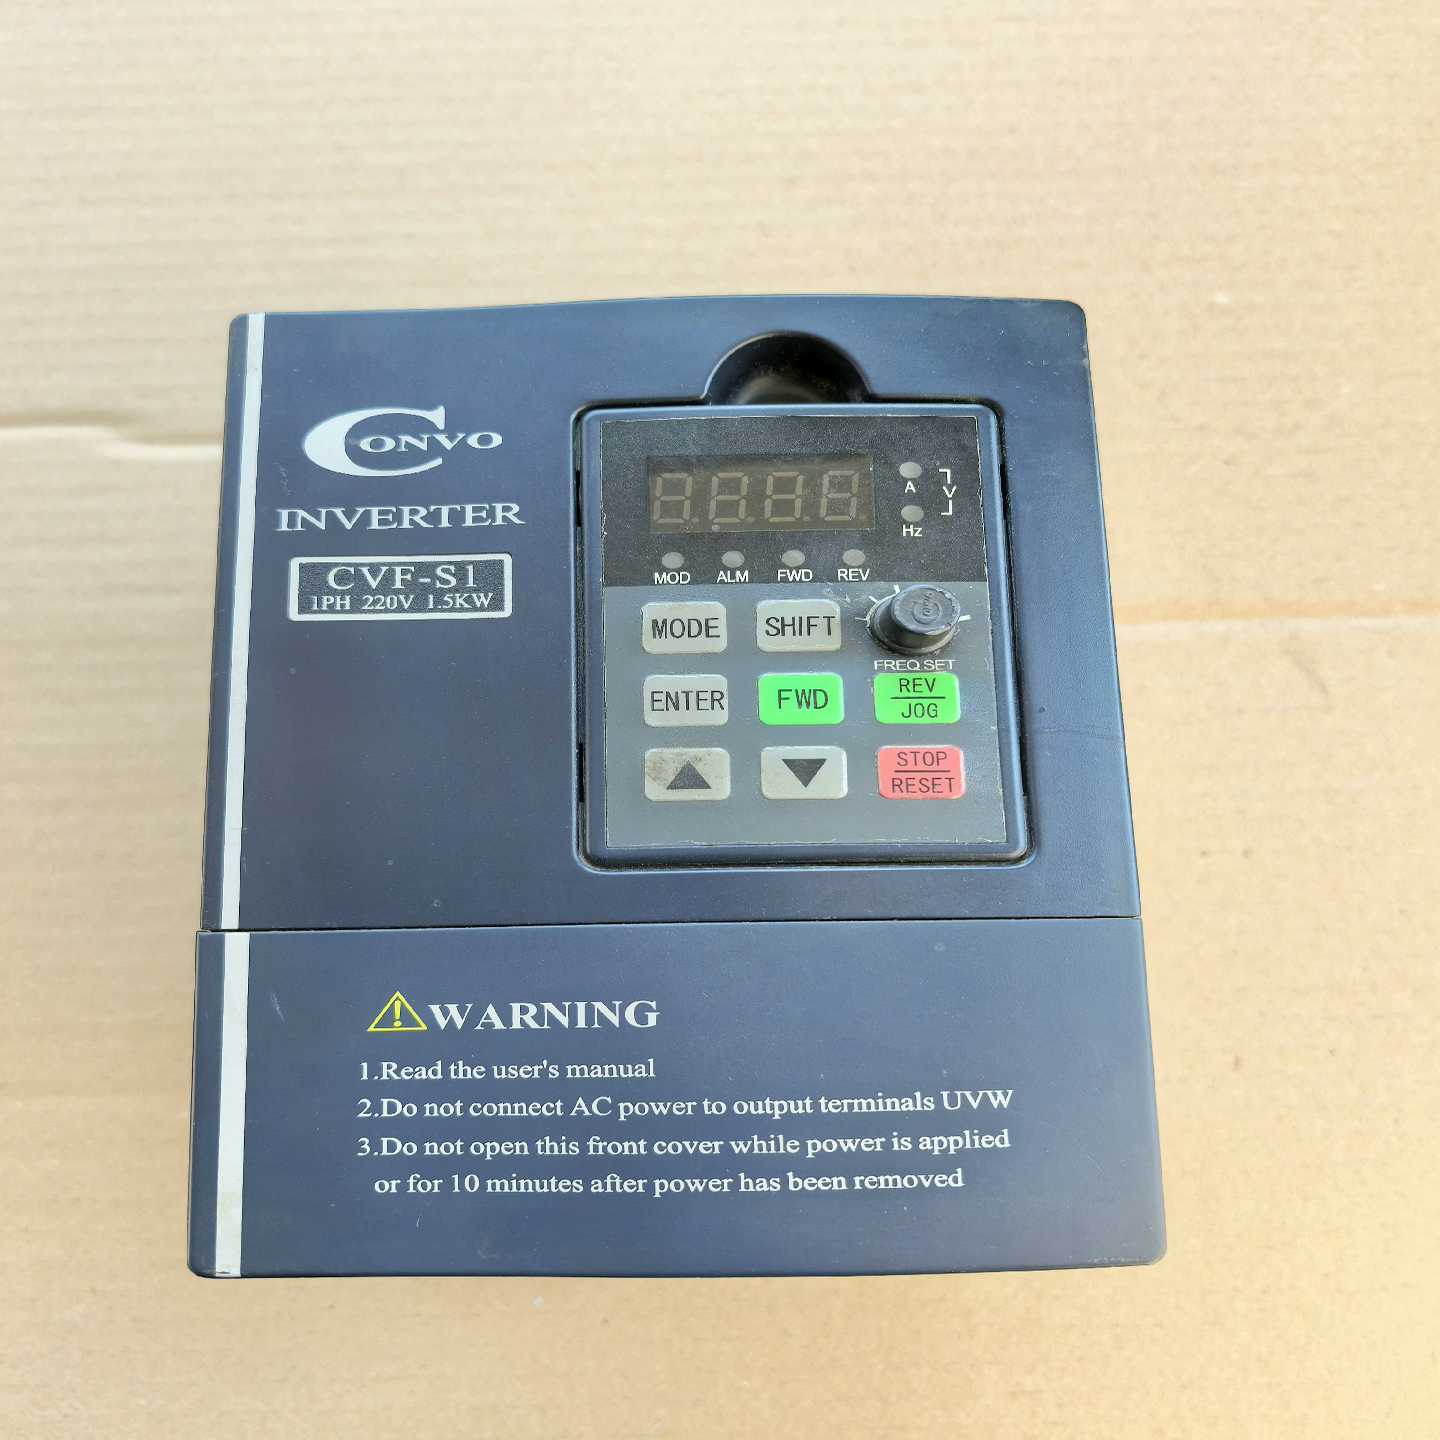 CONVO
INVERTER
CVF-S1
1PH 220V 1.5KW
A
V
Hz
MOD ALM FWD REV
MODE SHIFT
FREQ SET
ENTER FWD REV
JOG
STOP
RESET
WARNING
1.Read the user's manual
2.Do not connect AC power to output terminals UVW
3.Do not open this front cover while power is applied
or for 10 minutes after power has been removed